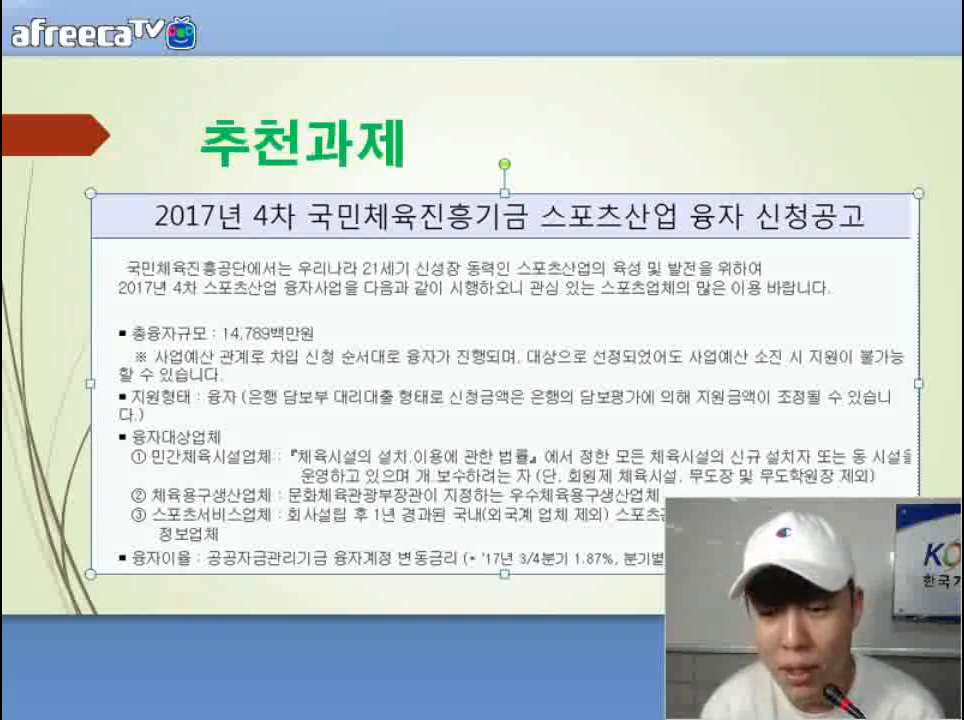 afreecaTV
추천과제
2017년 4차 국민체육진흥기금 스포츠산업 융자 신청공고
국민체육진흥공단에서는 우리나라 21세기 신성장 동력인 스포츠산업의 육성 및 발전을 위하여
2017년 4차 스포츠산업 융자사업을 다음과 같이 시행하오니 관심 있는 스포츠업체의 많은 이용 바랍니다.
▪ 총융자규모 : 14,789백만원
※ 사업예산 관계로 차입 신청 순서대로 융자가 진행되며, 대상으로 선정되었어도 사업예산 소진 시 지원이 불가능
할 수 있습니다.
▪ 지원형태 : 융자 (은행 담보부 대리대출 형태로 신청금액은 은행의 담보평가에 의해 지원금액이 조정될 수 있습니
다.)
▪ 융자대상업체
① 민간체육시설업체 : 『체육시설의 설치.이용에 관한 법률』에서 정한 모든 체육시설의 신규 설치자 또는 동 시설을
운영하고 있으며 개.보수하려는 자 (단, 회원제 체육시설, 무도장 및 무도학원장 제외)
② 체육용구생산업체 : 문화체육관광부장관이 지정하는 우수체육용구생산업체
③ 스포츠서비스업체 : 회사설립 후 1년 경과된 국내(외국계 업체 제외) 스포츠
정보업체
▪ 융자이율 : 공공자금관리기금 융자계정 변동금리 (* '17년 3/4분기 1.87%, 분기별
KO
한국기